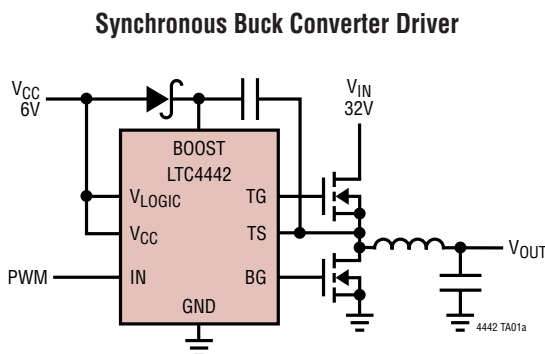 Synchronous Buck Converter Driver
VCC
6V
VIN
32V
BOOST
LTC4442
VLOGIC
TG
VCC
TS
VOUT
PWM
IN
BG
GND
4442 TA01a